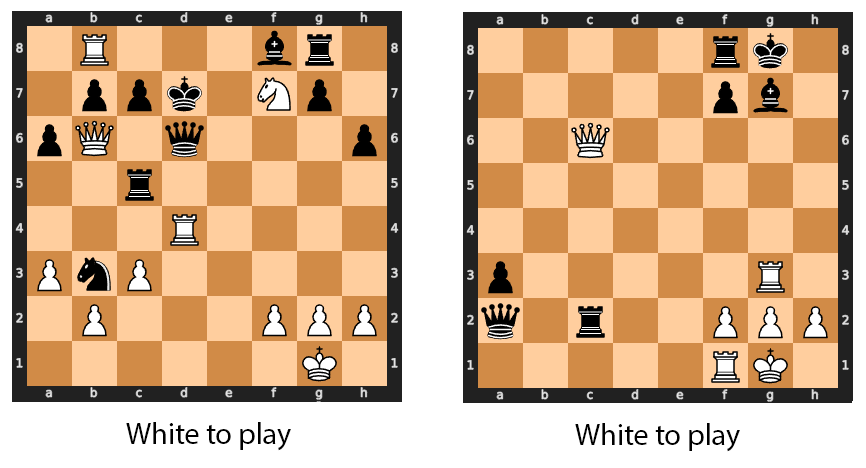 a b c d e f g h a b c d e f g h
8 8 8 8
7 7 7 7
6 6 6 6
5 5 5 5
4 4 4 4
3 3 3 3
2 2 2 2
1 1 1 1
a b c d e f g h a b c d e f g h
White to play White to play